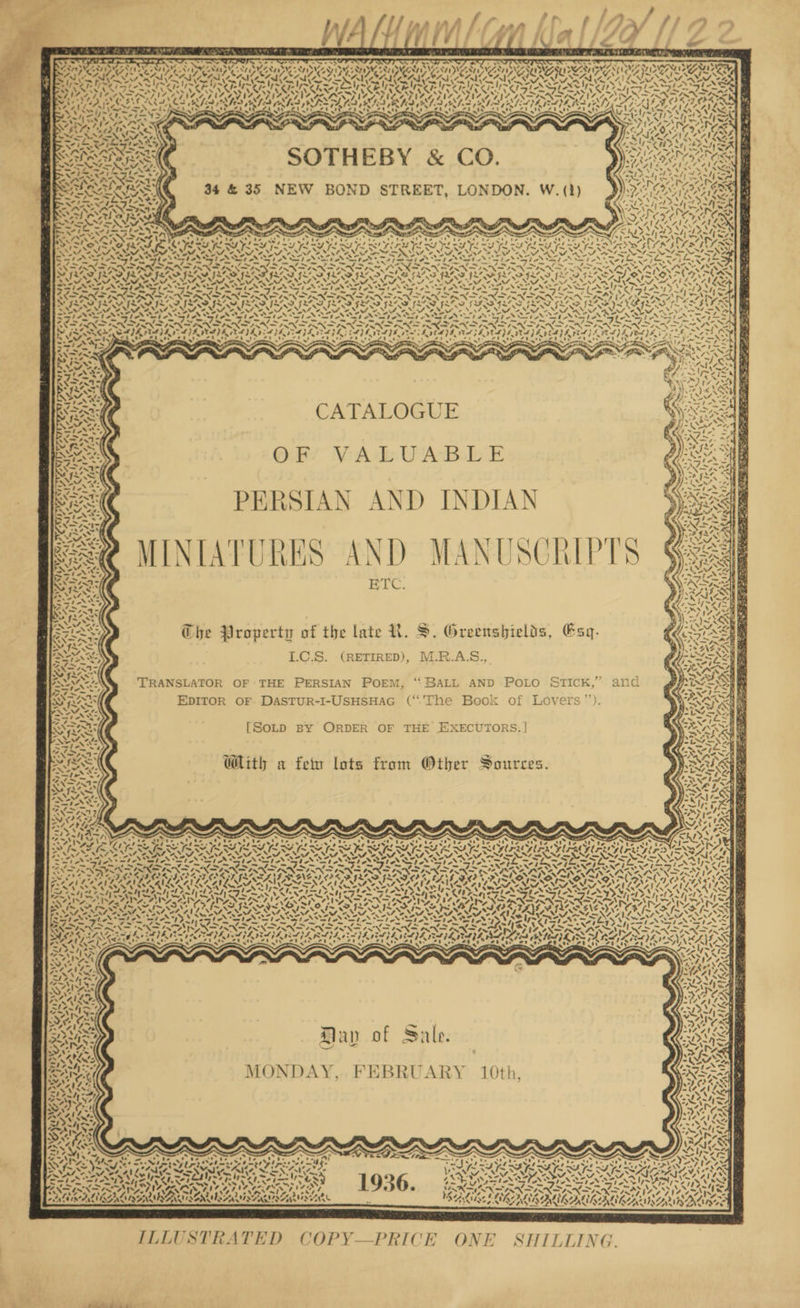 SOTHEBY & CO.
34 & 35 NEW BOND STREET, LONDON. W.(1)
CATALOGUE
OF VALUABLE
PERSIAN AND INDIAN
MINIATURES AND MANUSCRIPTS
ETC.
The Property of the late R. S. Greenshields, Esq.
I.C.S. (RETIRED), M.R.A.S.,
TRANSLATOR OF THE PERSIAN POEM, “BALL AND POLO STICK,” and
EDITOR OF DASTUR-I-USHSHAG (“The Book of Lovers”).
[SOLD BY ORDER OF THE EXECUTORS.]
With a few lots from Other Sources.
Day of Sale.
MONDAY, FEBRUARY 10th,
1936.
ILLUSTRATED COPY—PRICE ONE SHILLING.